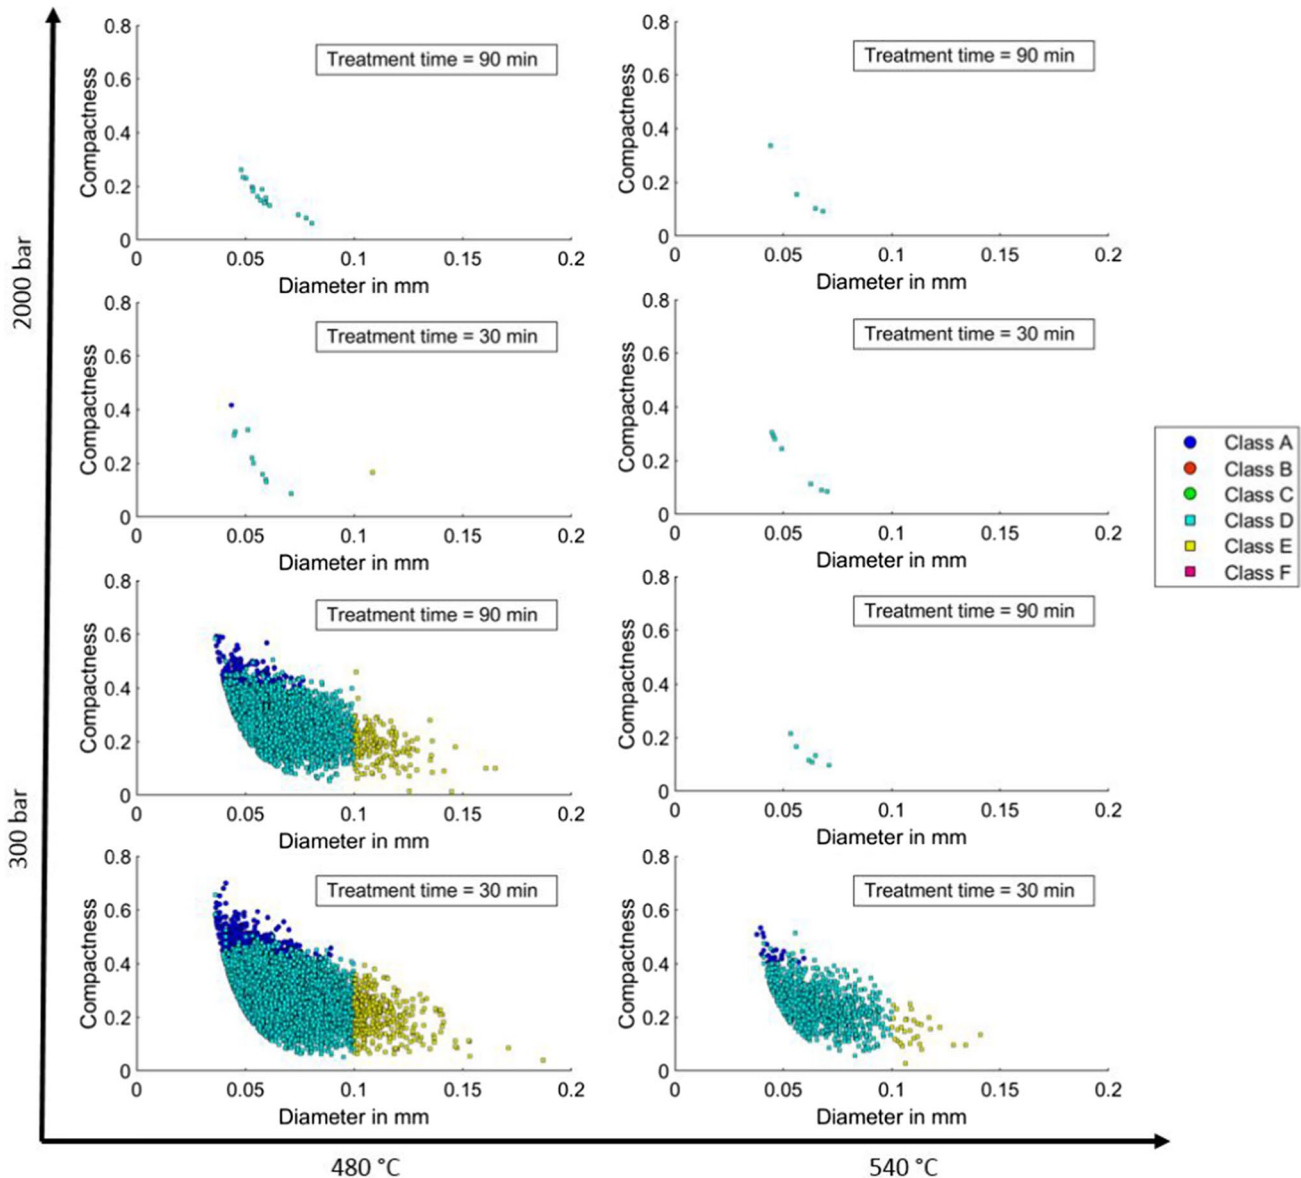 0.8
0.6
0.4
0.2
0
Compactness
Treatment time = 90 min
0 0.05 0.1 0.15 0.2
Diameter in mm
0.8
0.6
0.4
0.2
0
Compactness
Treatment time = 90 min
0 0.05 0.1 0.15 0.2
Diameter in mm
2000 bar
0.8
0.6
0.4
0.2
0
Compactness
Treatment time = 30 min
0 0.05 0.1 0.15 0.2
Diameter in mm
0.8
0.6
0.4
0.2
0
Compactness
Treatment time = 30 min
0 0.05 0.1 0.15 0.2
Diameter in mm
Class A
Class B
Class C
Class D
Class E
Class F
0.8
0.6
0.4
0.2
0
Compactness
Treatment time = 90 min
0 0.05 0.1 0.15 0.2
Diameter in mm
0.8
0.6
0.4
0.2
0
Compactness
Treatment time = 90 min
0 0.05 0.1 0.15 0.2
Diameter in mm
300 bar
0.8
0.6
0.4
0.2
0
Compactness
Treatment time = 30 min
0 0.05 0.1 0.15 0.2
Diameter in mm
0.8
0.6
0.4
0.2
0
Compactness
Treatment time = 30 min
0 0.05 0.1 0.15 0.2
Diameter in mm
480 °C
540 °C